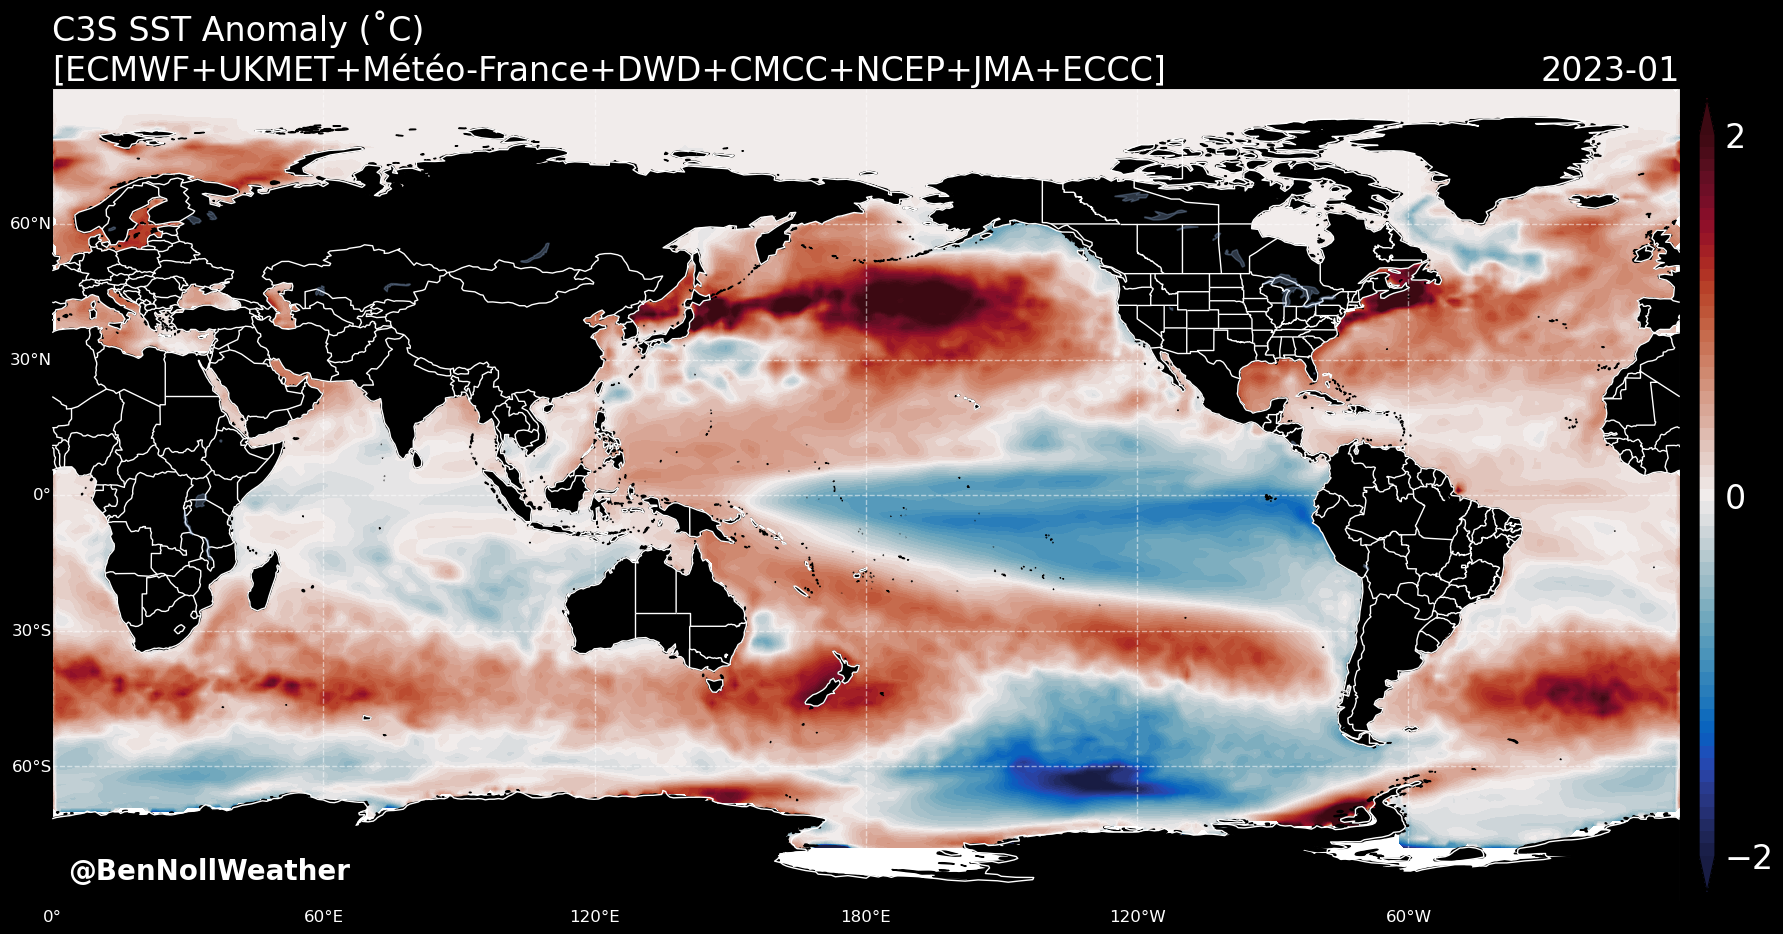 C3S SST Anomaly (˚C)
[ECMWF+UKMET+Météo-France+DWD+CMCC+NCEP+JMA+ECCC]
2023-01
2
60°N
30°N
0
0°
30°S
60°S
−2
@BenNollWeather
0°
60°E
120°E
180°E
120°W
60°W